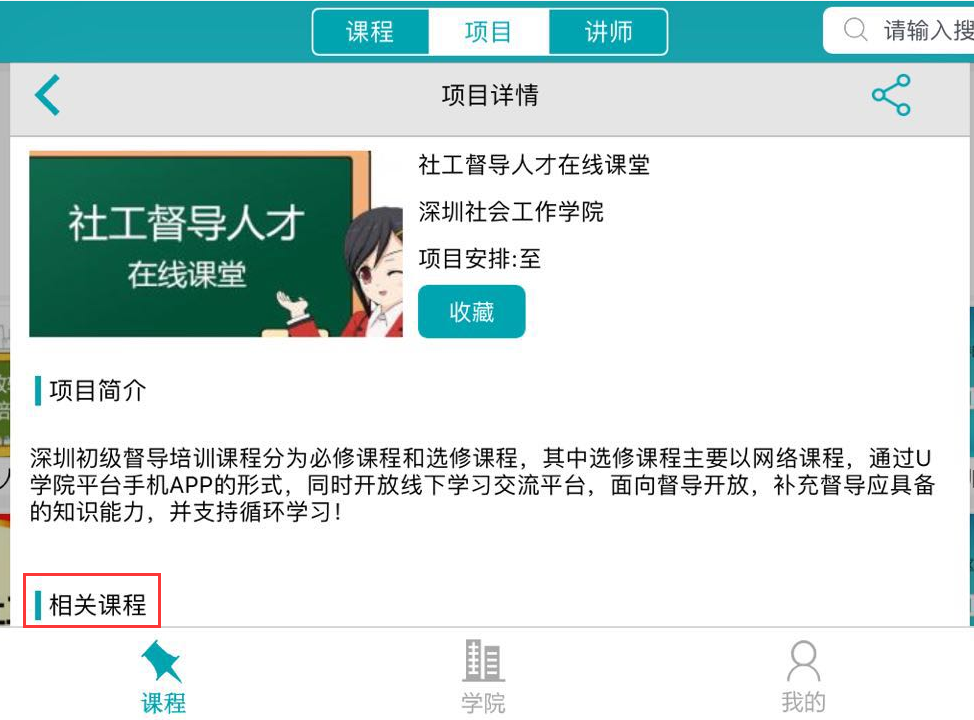 课程
项目
讲师
请输入搜
项目详情
社工督导人才
在线课堂
社工督导人才在线课堂
深圳社会工作学院
项目安排:至
收藏
项目简介
深圳初级督导培训课程分为必修课程和选修课程，其中选修课程主要以网络课程，通过U
学院平台手机APP的形式，同时开放线下学习交流平台，面向督导开放，补充督导应具备
的知识能力，并支持循环学习！
相关课程
课程
学院
我的